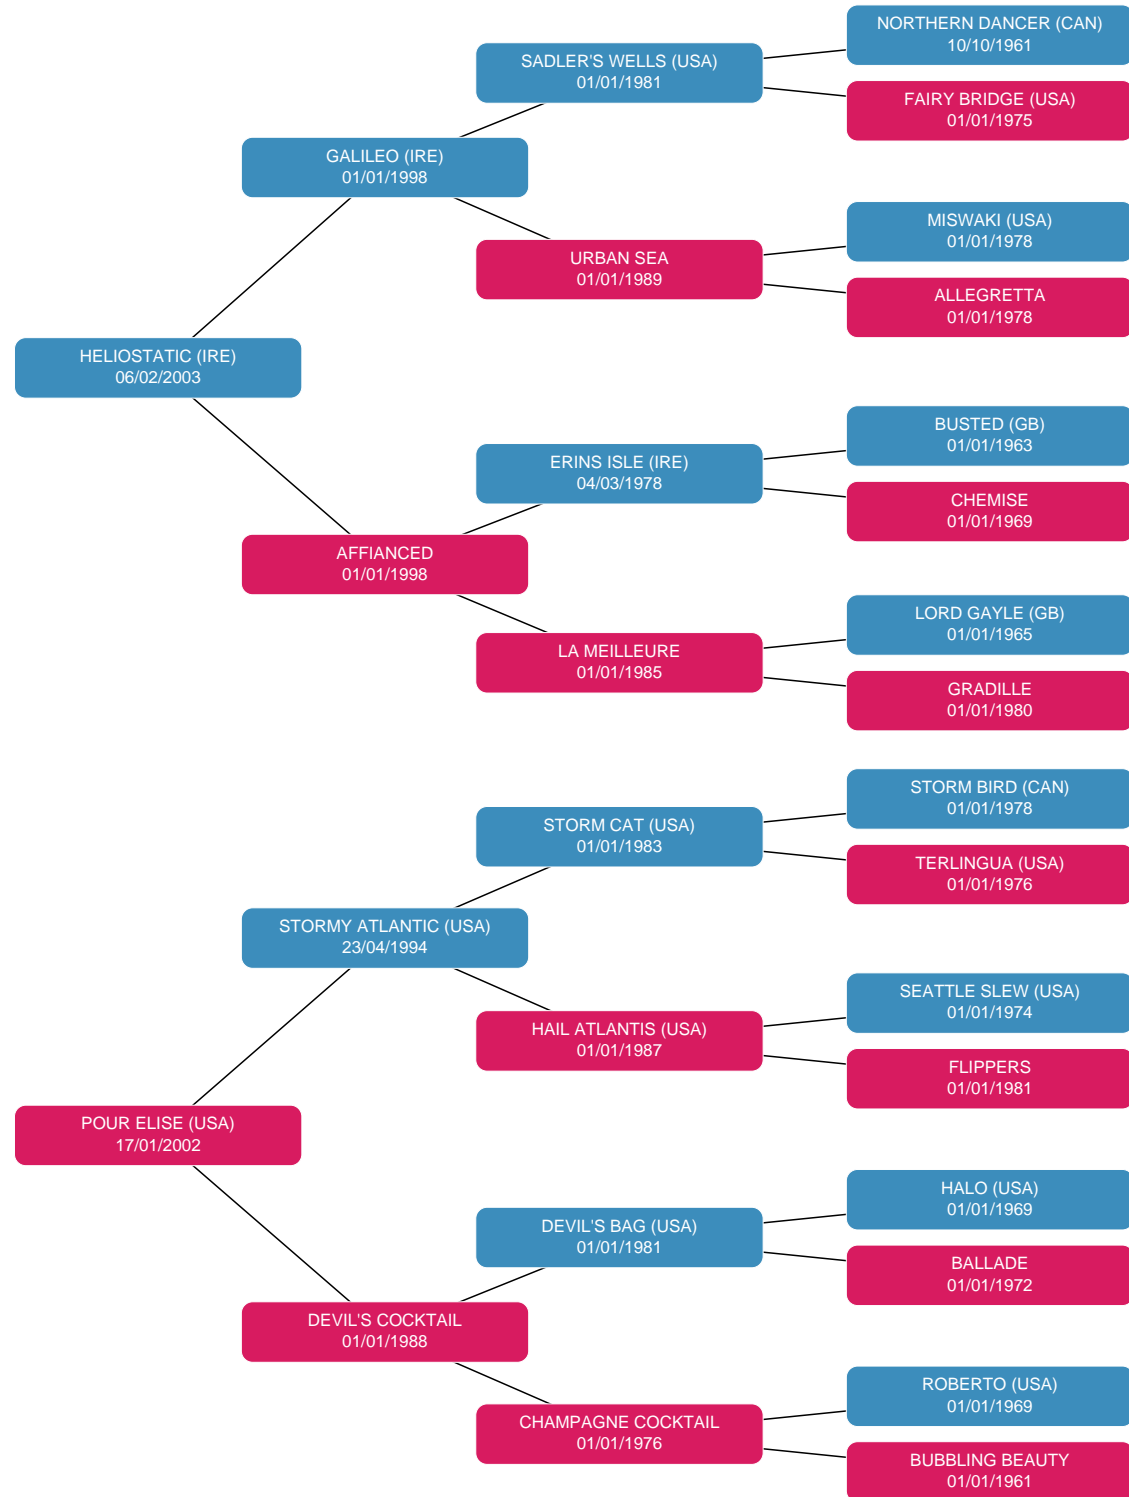 NORTHERN DANCER (CAN)
10/10/1961
SADLER'S WELLS (USA)
01/01/1981
FAIRY BRIDGE (USA)
01/01/1975
GALILEO (IRE)
01/01/1998
MISWAKI (USA)
01/01/1978
URBAN SEA
01/01/1989
ALLEGRETTA
01/01/1978
HELIOSTATIC (IRE)
06/02/2003
BUSTED (GB)
01/01/1963
ERINS ISLE (IRE)
04/03/1978
CHEMISE
01/01/1969
AFFIANCED
01/01/1998
LORD GAYLE (GB)
01/01/1965
LA MEILLEURE
01/01/1985
GRADILLE
01/01/1980
STORM BIRD (CAN)
01/01/1978
STORM CAT (USA)
01/01/1983
TERLINGUA (USA)
01/01/1976
STORMY ATLANTIC (USA)
23/04/1994
SEATTLE SLEW (USA)
01/01/1974
HAIL ATLANTIS (USA)
01/01/1987
FLIPPERS
01/01/1981
POUR ELISE (USA)
17/01/2002
HALO (USA)
01/01/1969
DEVIL'S BAG (USA)
01/01/1981
BALLADE
01/01/1972
DEVIL'S COCKTAIL
01/01/1988
ROBERTO (USA)
01/01/1969
CHAMPAGNE COCKTAIL
01/01/1976
BUBBLING BEAUTY
01/01/1961